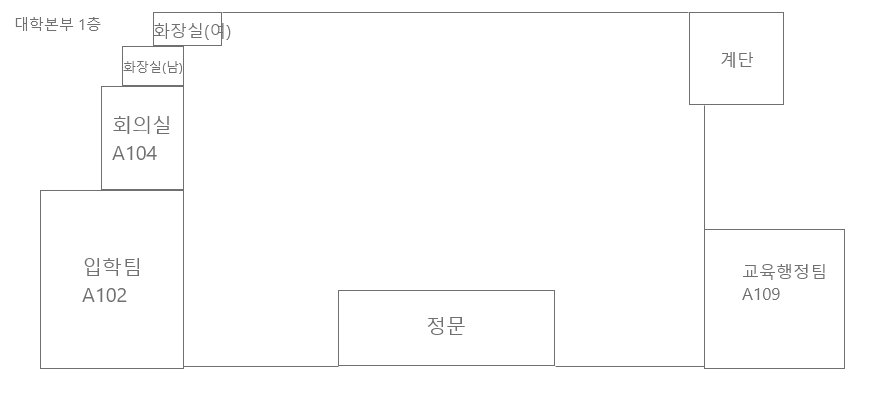 대학본부 1층
화장실(여)
화장실(남)
계단
회의실
A104
입학팀
A102
교육행정팀
A109
정문